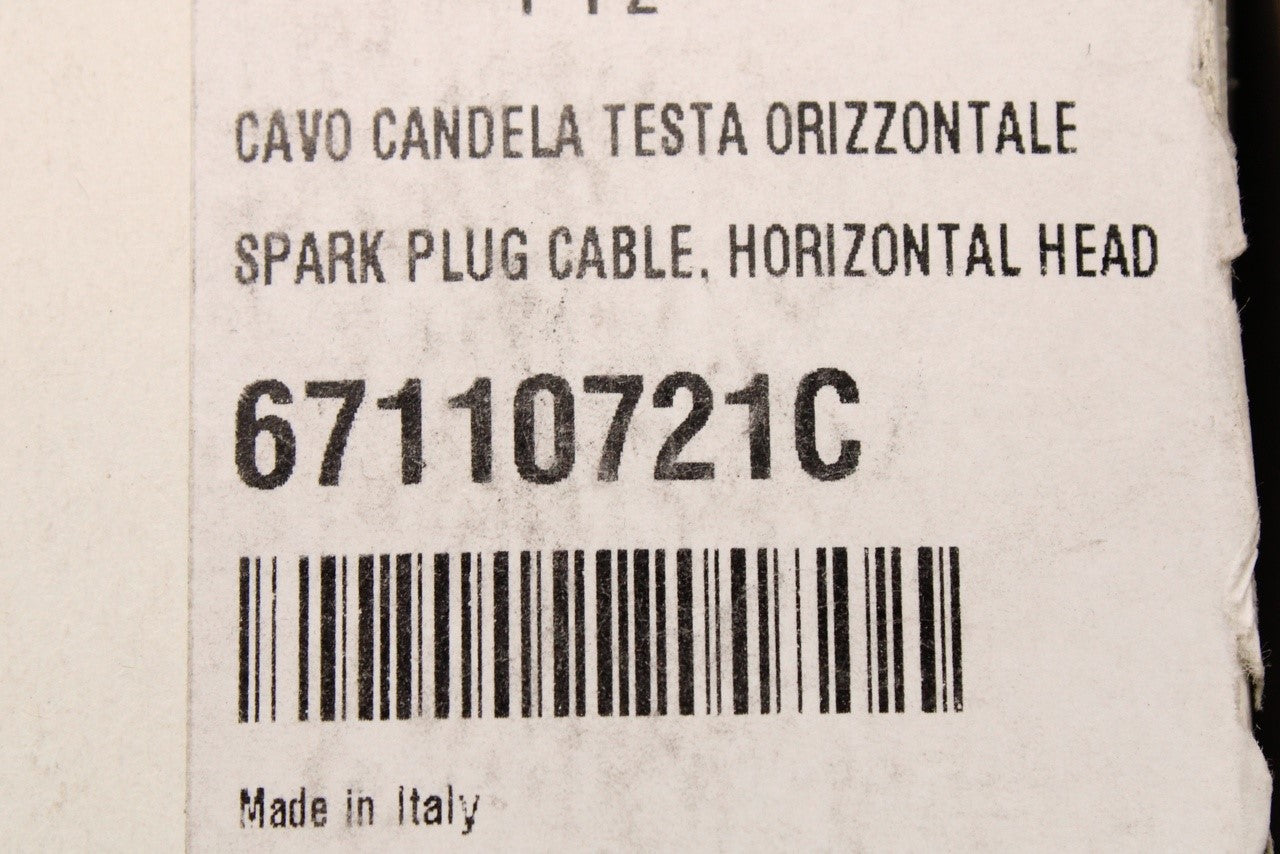 CAVO CANDELA TESTA ORIZZONTALE
SPARK PLUG CABLE, HORIZONTAL HEAD
67110721C
Made in Italy